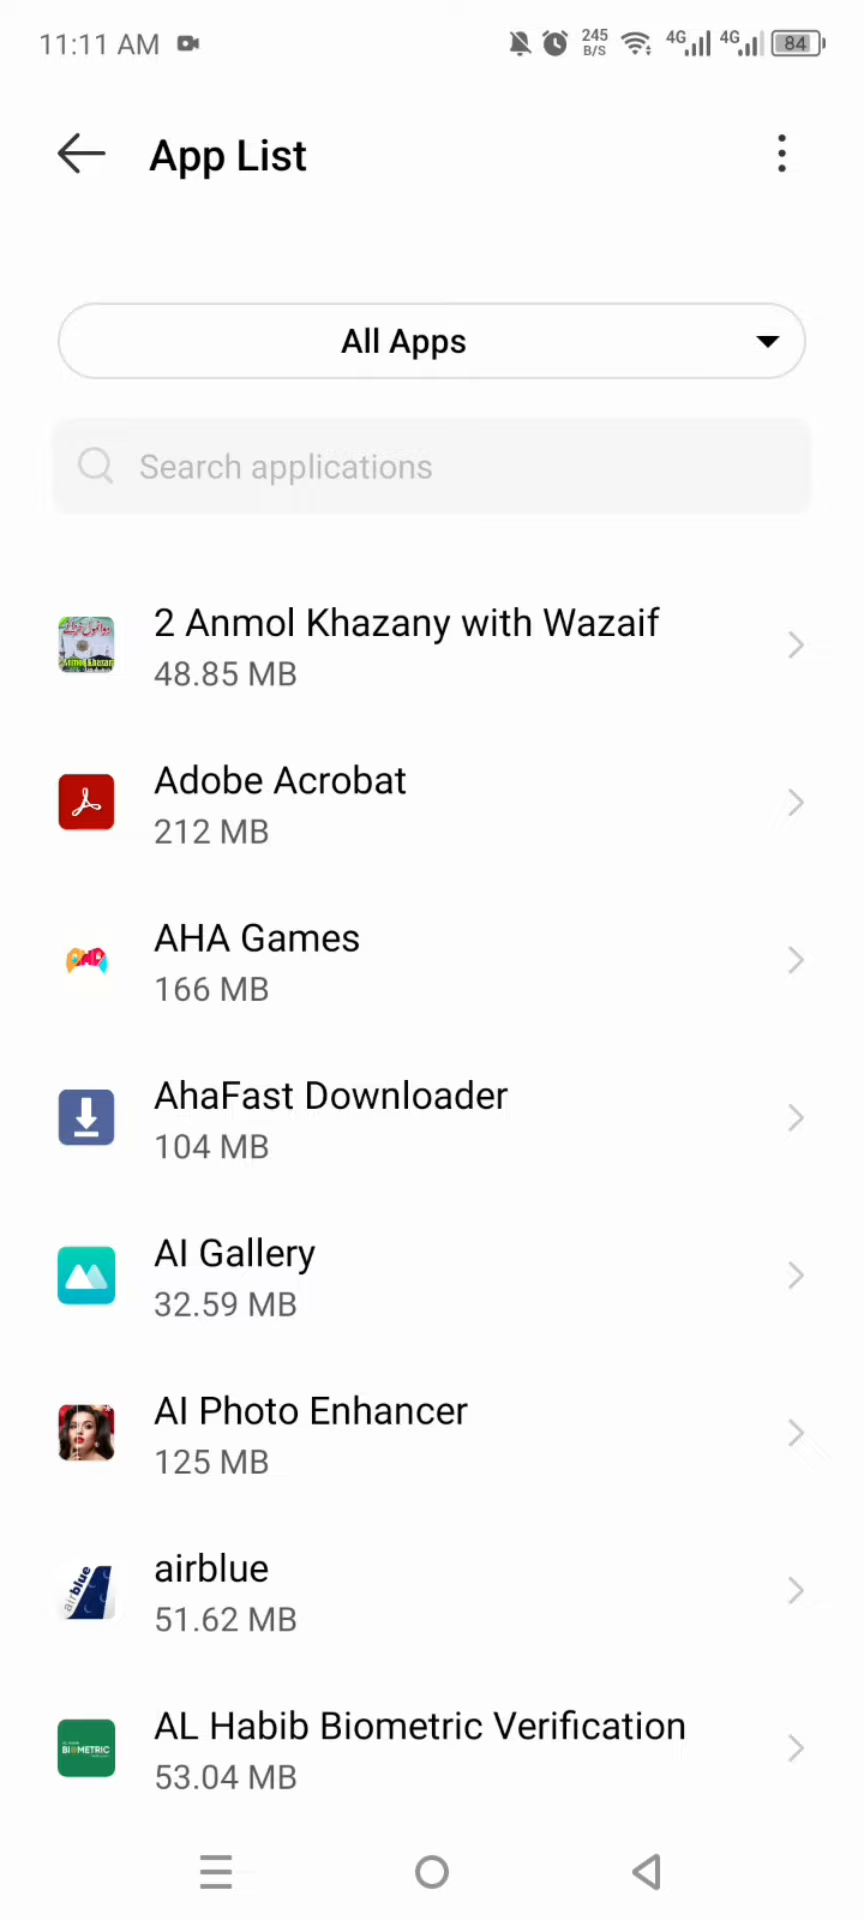 11:11 AM
245
B/S
4G
4G
84
App List
All Apps
Search applications
2 Anmol Khazany with Wazaif
48.85 MB
Adobe Acrobat
212 MB
AHA Games
166 MB
AhaFast Downloader
104 MB
AI Gallery
32.59 MB
AI Photo Enhancer
125 MB
airblue
airblue
51.62 MB
AL Habib Biometric Verification
BIOMETRIC
53.04 MB